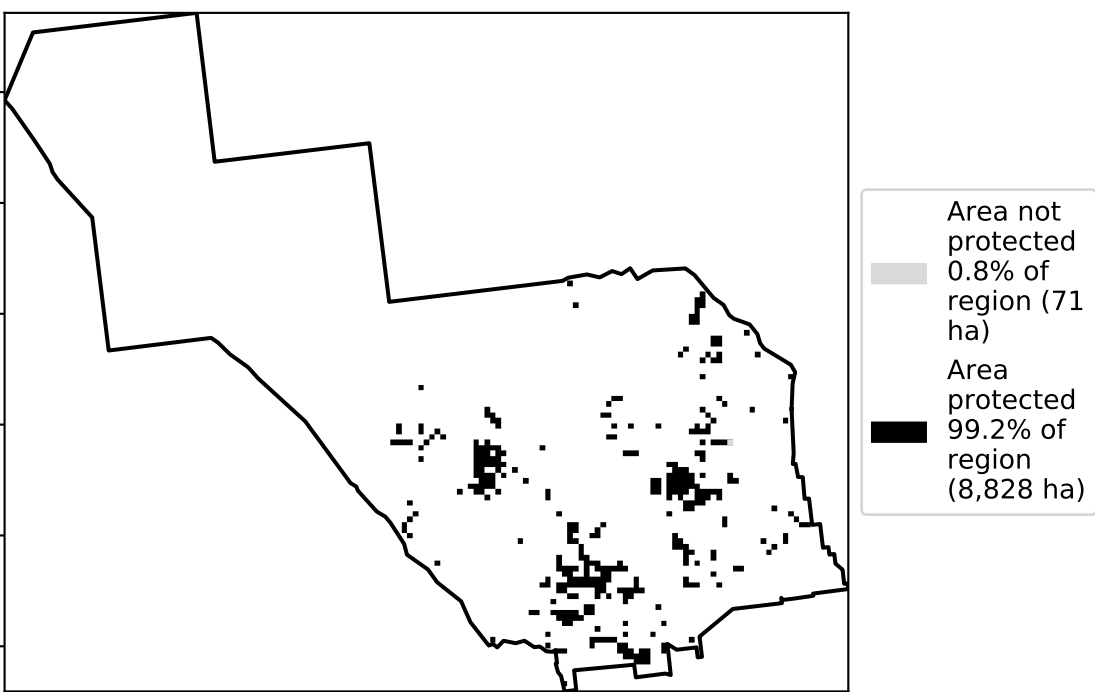 Area not
protected
0.8% of
region (71
ha)
Area
protected
99.2% of
region
(8,828 ha)